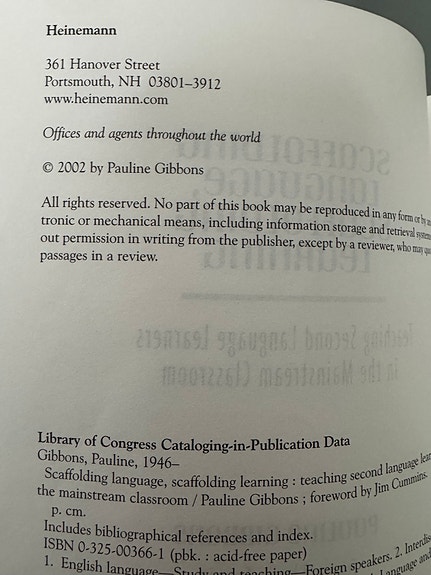 Heinemann
361 Hanover Street
Portsmouth, NH 03801–3912
www.heinemann.com
Offices and agents throughout the world
© 2002 by Pauline Gibbons
All rights reserved. No part of this book may be reproduced in any form or by
tronic or mechanical means, including information storage and retrieval system
out permission in writing from the publisher, except by a reviewer, who may
passages in a review.
Library of Congress Cataloging-in-Publication Data
Gibbons, Pauline, 1946–
Scaffolding language, scaffolding learning : teaching second language
the mainstream classroom / Pauline Gibbons ; foreword by Jim Cummins.
p. cm.
Includes bibliographical references and index.
ISBN 0-325-00366-1 (pbk. : acid-free paper)
1. English language—Study and teaching—Foreign speakers. 2.
Language and